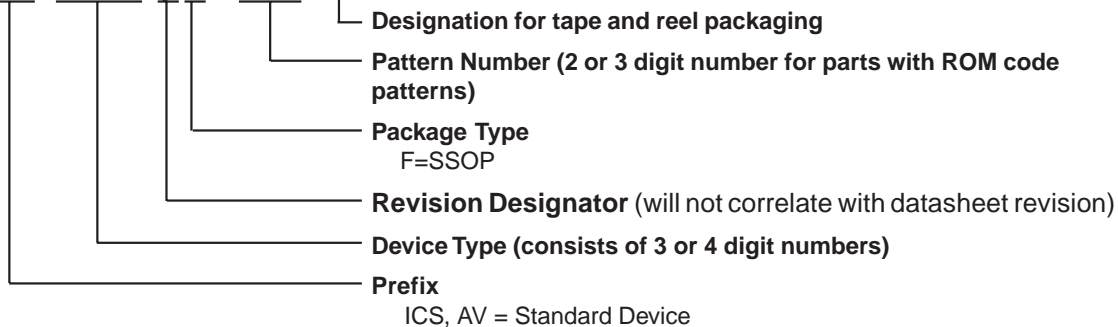 Designation for tape and reel packaging
Pattern Number (2 or 3 digit number for parts with ROM code
patterns)
Package Type
F=SSOP
Revision Designator (will not correlate with datasheet revision)
Device Type (consists of 3 or 4 digit numbers)
Prefix
ICS, AV = Standard Device